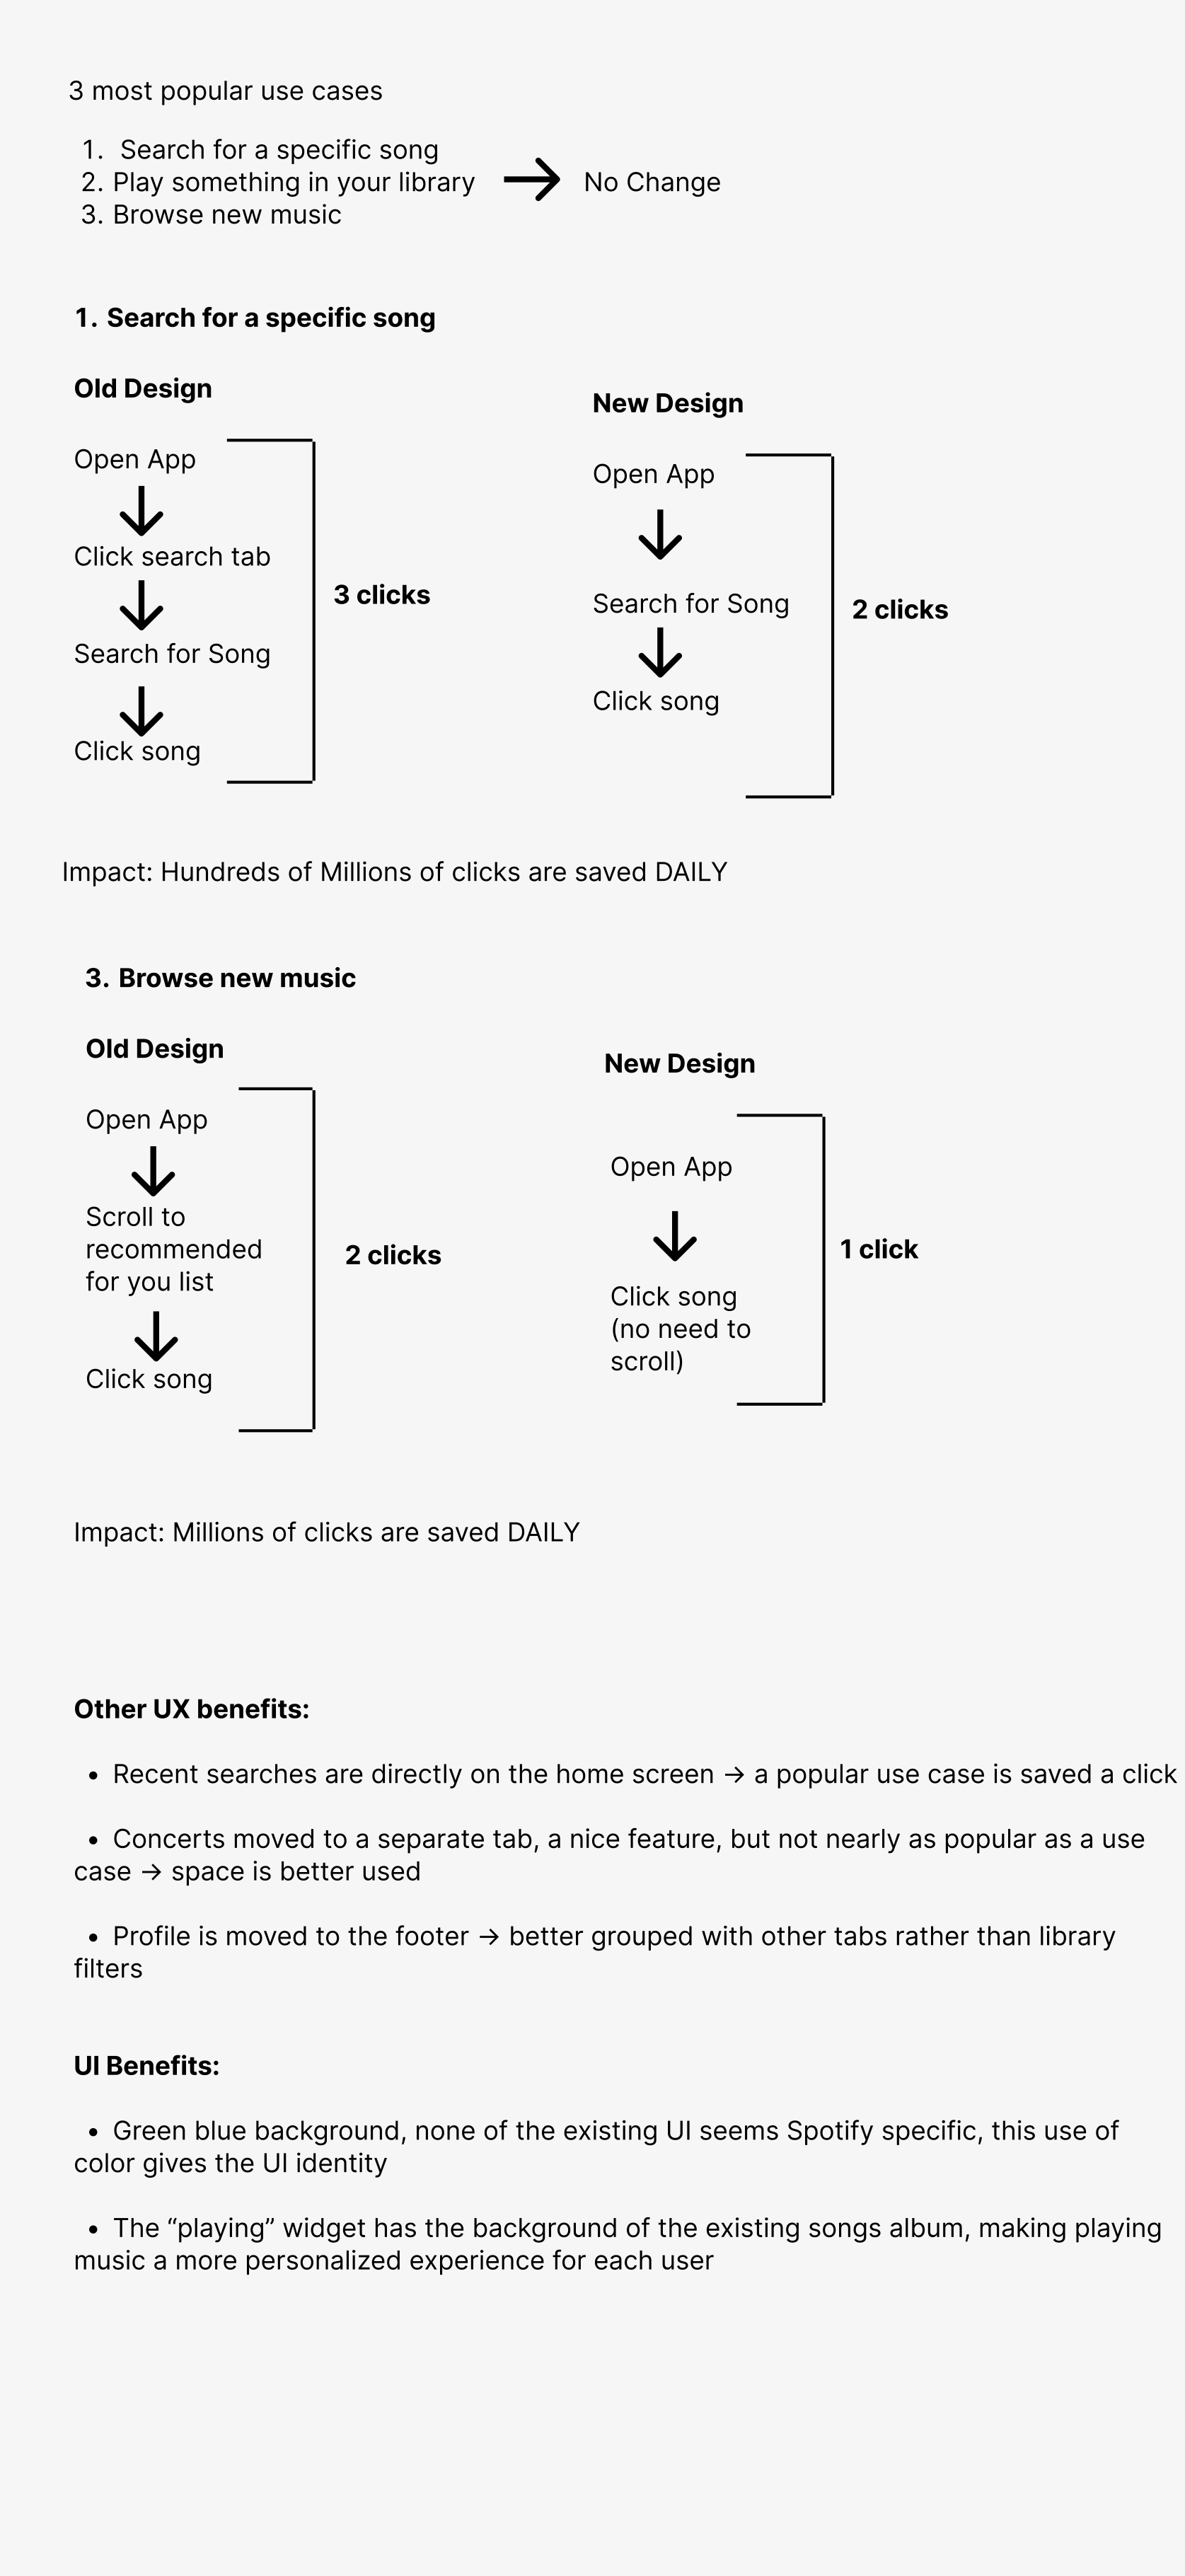 3 most popular use cases
1. Search for a specific song
2. Play something in your library → No Change
3. Browse new music
1. Search for a specific song
Old Design
Open App
↓
Click search tab
↓
Search for Song
↓
Click song
3 clicks
New Design
Open App
↓
Search for Song
↓
Click song
2 clicks
Impact: Hundreds of Millions of clicks are saved DAILY
3. Browse new music
Old Design
Open App
↓
Scroll to
recommended
for you list
↓
Click song
2 clicks
New Design
Open App
↓
Click song
(no need to
scroll)
1 click
Impact: Millions of clicks are saved DAILY
Other UX benefits:
• Recent searches are directly on the home screen → a popular use case is saved a click
• Concerts moved to a separate tab, a nice feature, but not nearly as popular as a use
case → space is better used
• Profile is moved to the footer → better grouped with other tabs rather than library
filters
UI Benefits:
• Green blue background, none of the existing UI seems Spotify specific, this use of
color gives the UI identity
• The “playing” widget has the background of the existing songs album, making playing
music a more personalized experience for each user